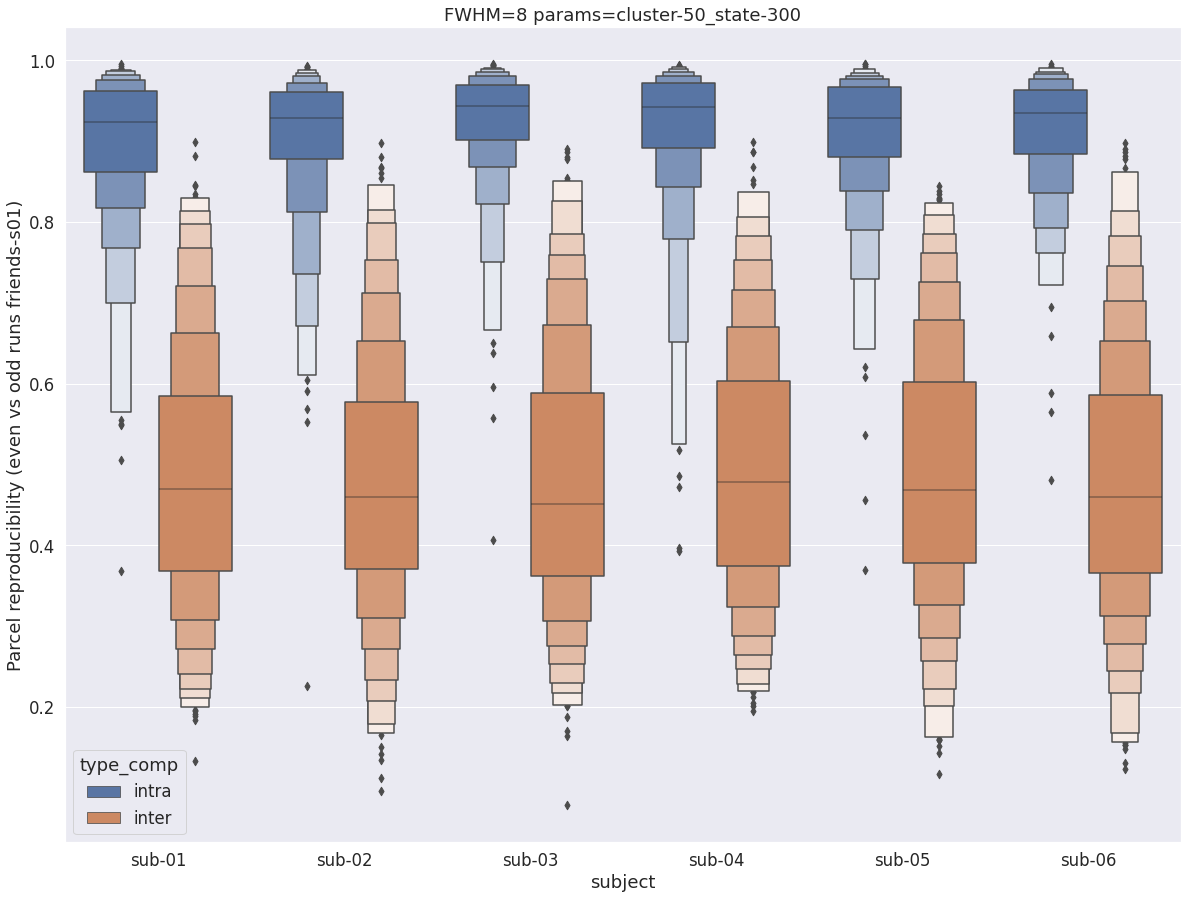 FWHM=8 params=cluster-50_state-300
Parcel reproducibility (even vs odd runs friends-s01)
1.0
0.8
0.6
0.4
0.2
type_comp
intra
inter
sub-01 sub-02 sub-03 sub-04 sub-05 sub-06
subject